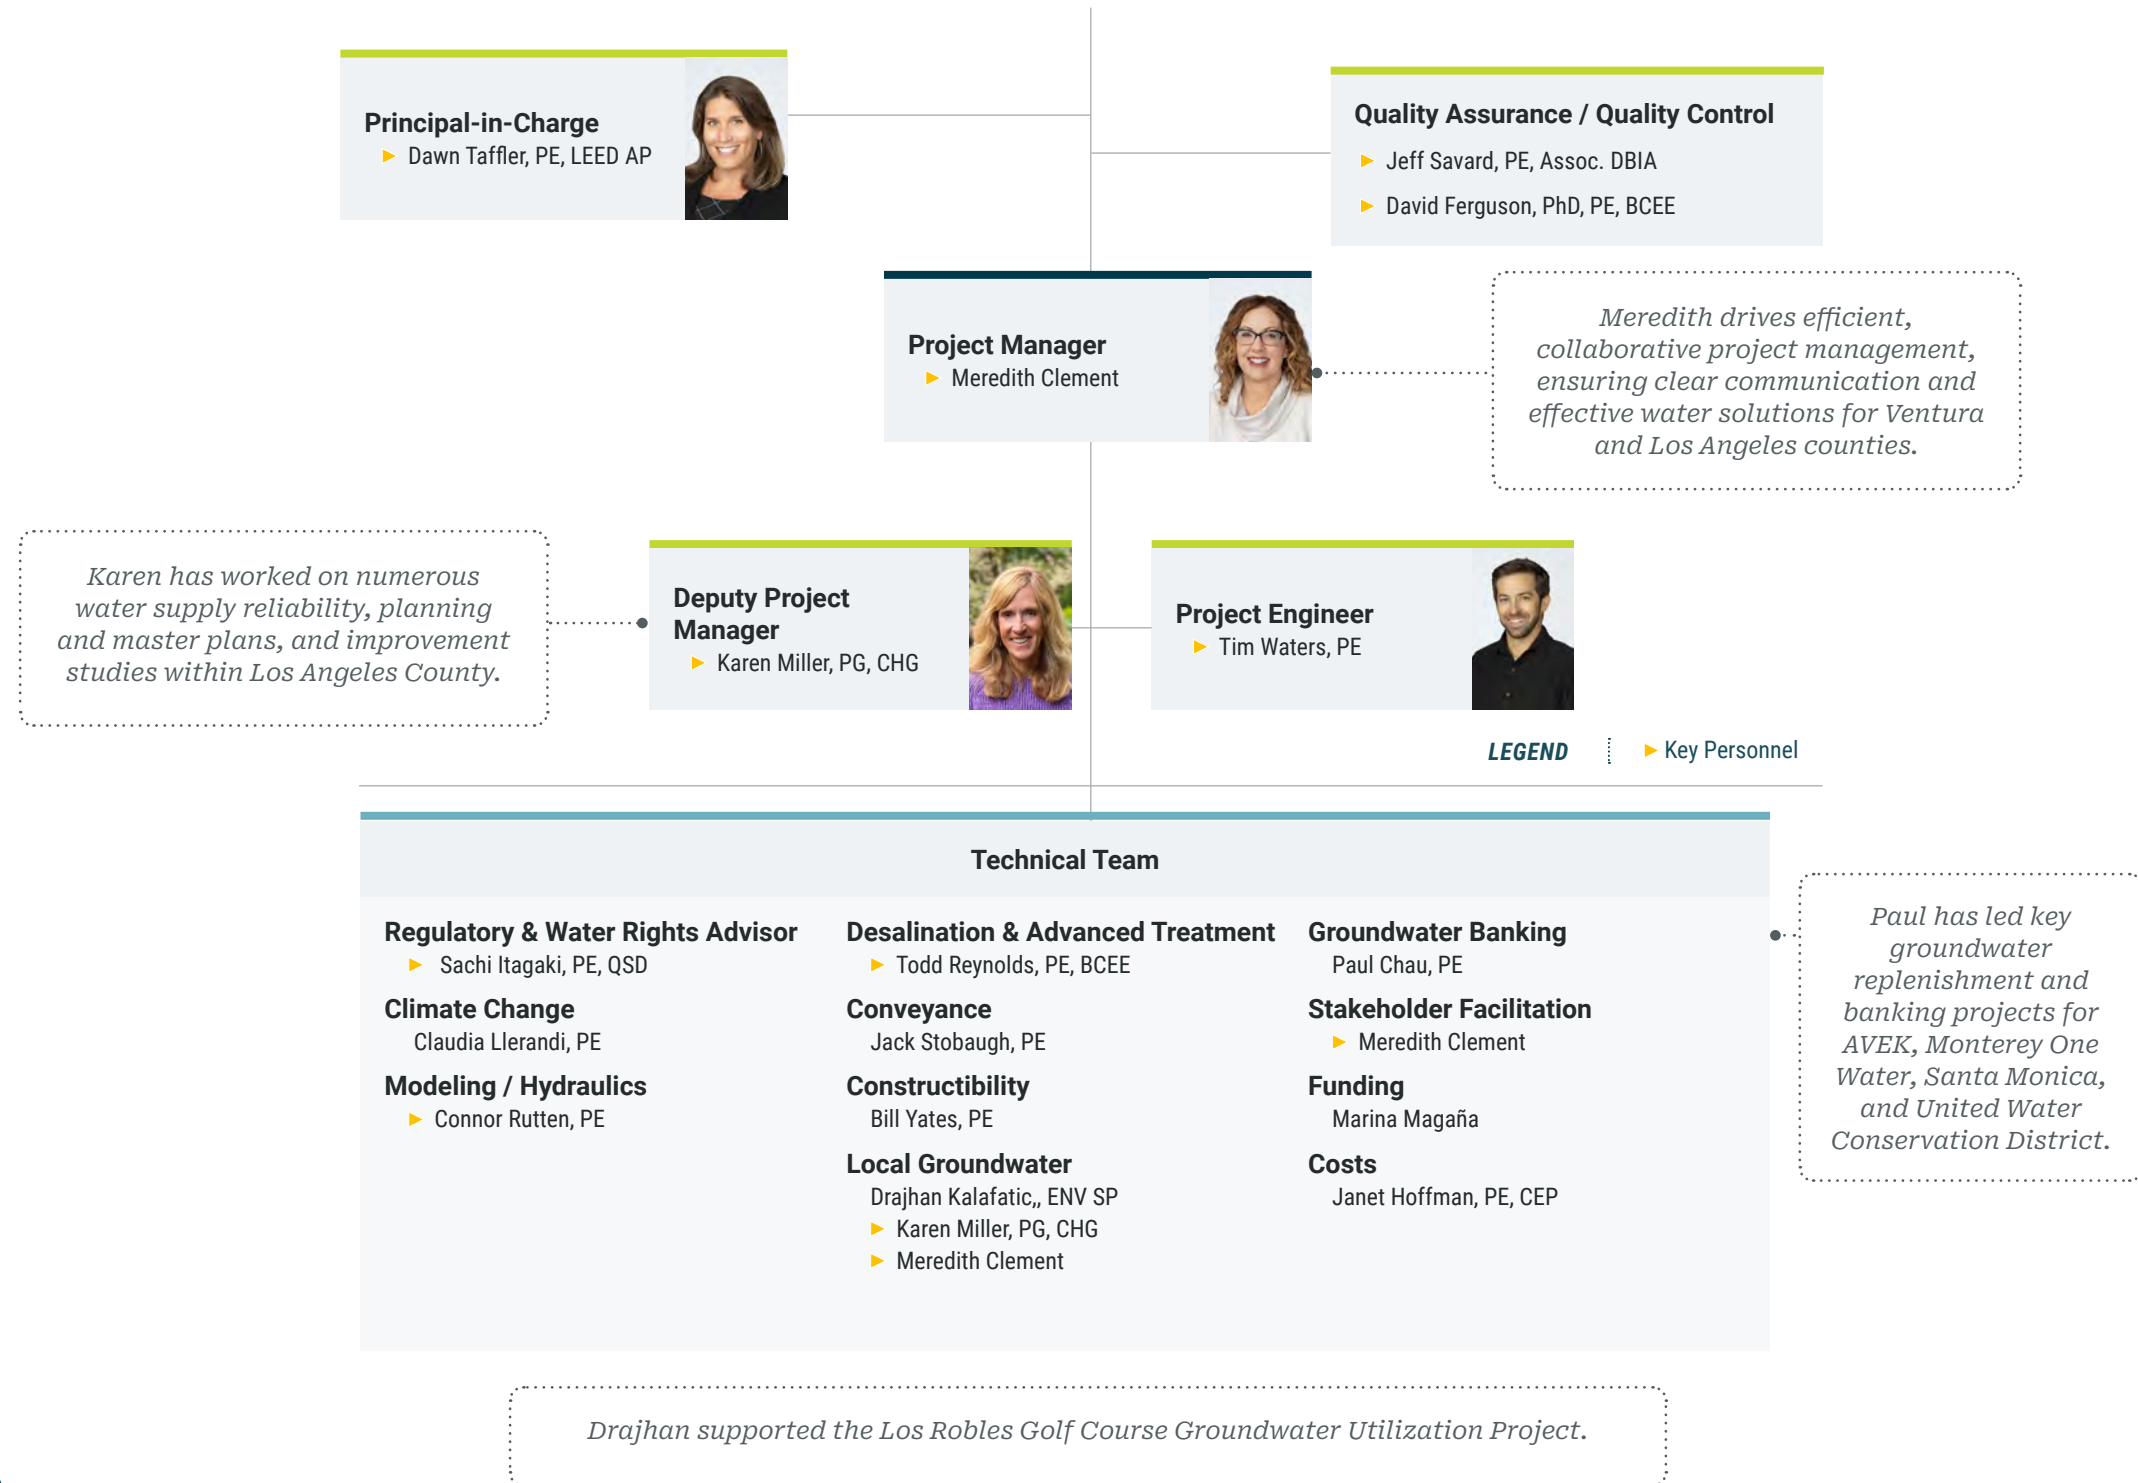 Principal-in-Charge
► Dawn Taffler, PE, LEED AP
Quality Assurance / Quality Control
► Jeff Savard, PE, Assoc. DBIA
► David Ferguson, PhD, PE, BCEE
Project Manager
► Meredith Clement
Meredith drives efficient,
collaborative project management,
ensuring clear communication and
effective water solutions for Ventura
and Los Angeles counties.
Karen has worked on numerous
water supply reliability, planning
and master plans, and improvement
studies within Los Angeles County.
Deputy Project
Manager
► Karen Miller, PG, CHG
Project Engineer
► Tim Waters, PE
LEGEND ► Key Personnel
Technical Team
Regulatory & Water Rights Advisor
► Sachi Itagaki, PE, QSD
Climate Change
Claudia Llerandi, PE
Modeling / Hydraulics
► Connor Rutten, PE
Desalination & Advanced Treatment
► Todd Reynolds, PE, BCEE
Conveyance
Jack Stobaugh, PE
Constructibility
Bill Yates, PE
Local Groundwater
Drajhan Kalafatic,, ENV SP
► Karen Miller, PG, CHG
► Meredith Clement
Groundwater Banking
Paul Chau, PE
Stakeholder Facilitation
► Meredith Clement
Funding
Marina Magaña
Costs
Janet Hoffman, PE, CEP
Paul has led key
groundwater
replenishment and
banking projects for
AVEK, Monterey One
Water, Santa Monica,
and United Water
Conservation District.
Drajhan supported the Los Robles Golf Course Groundwater Utilization Project.